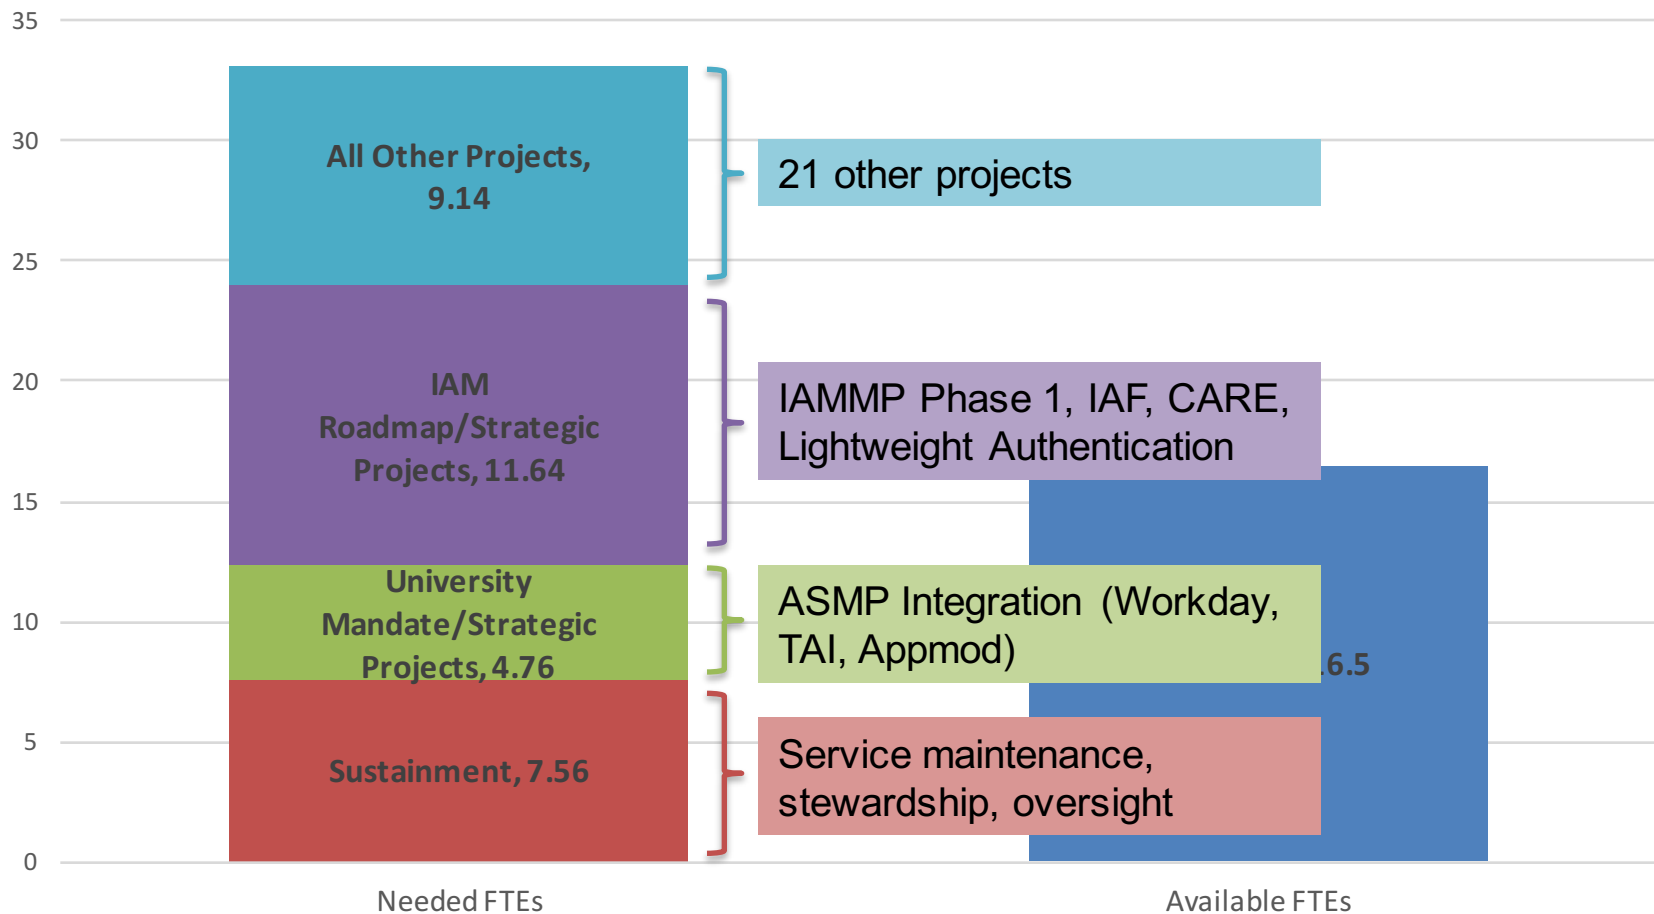 35
30
25
20
15
10
5
0
All Other Projects,
9.14
IAM
Roadmap/Strategic
Projects, 11.64
University
Mandate/Strategic
Projects, 4.76
Sustainment, 7.56
21 other projects
IAMMP Phase 1, IAF, CARE,
Lightweight Authentication
ASMP Integration (Workday,
TAI, Appmod)
Service maintenance,
stewardship, oversight
6.5
Needed FTEs
Available FTEs